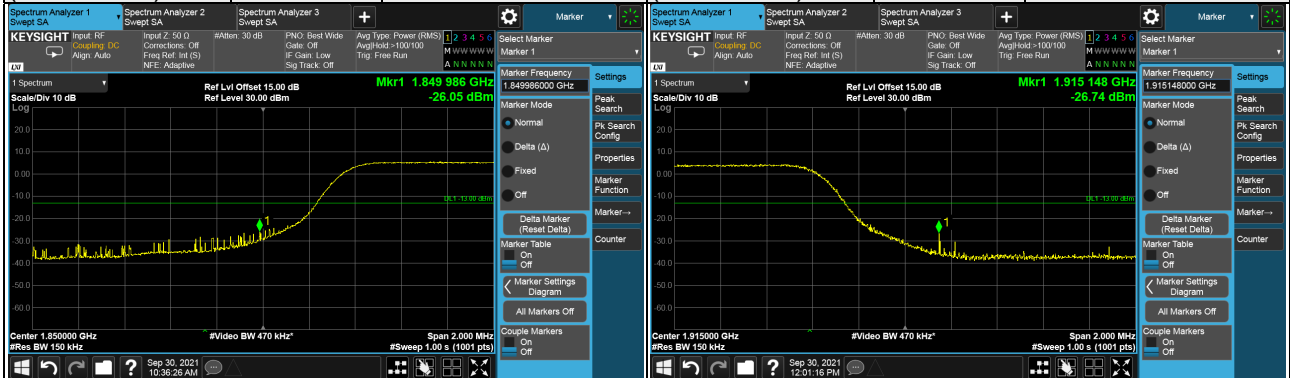 Spectrum Analyzer 1
Swept SA
Spectrum Analyzer 2
Swept SA
Spectrum Analyzer 3
Swept SA
+
Marker
KEYSIGHT
Input: RF
Coupling: DC
Align: Auto
Input Z: 50 Ω
Corrections: Off
Freq Ref: Int (S)
NFE: Adaptive
#Atten: 30 dB
PNO: Best Wide
Gate: Off
IF Gain: Low
Sig Track: Off
Avg Type: Power (RMS)
Avg|Hold:>100/100
Trig: Free Run
1 2 3 4 5 6
M W W W W W
A N N N N N
LXI
Select Marker
Marker 1
1 Spectrum
Scale/Div 10 dB
Log
Ref Lvl Offset 15.00 dB
Ref Level 30.00 dBm
Mkr1 1.849 986 GHz
-26.05 dBm
20.0
10.0
0.00
-10.0
-20.0
-30.0
-40.0
-50.0
-60.0
DL1 -13.00 dBm
1
Center 1.850000 GHz
#Res BW 150 kHz
#Video BW 470 kHz*
Span 2.000 MHz
#Sweep 1.00 s (1001 pts)
Marker Frequency
1.849986000 GHz
Marker Mode
Normal
Delta (Δ)
Fixed
Off
Delta Marker
(Reset Delta)
Marker Table
On
Off
Marker Settings
Diagram
All Markers Off
Couple Markers
On
Off
Settings
Peak
Search
Pk Search
Config
Properties
Marker
Function
Marker→
Counter
?
Sep 30, 2021
10:36:26 AM
Spectrum Analyzer 1
Swept SA
Spectrum Analyzer 2
Swept SA
Spectrum Analyzer 3
Swept SA
+
Marker
KEYSIGHT
Input: RF
Coupling: DC
Align: Auto
Input Z: 50 Ω
Corrections: Off
Freq Ref: Int (S)
NFE: Adaptive
#Atten: 30 dB
PNO: Best Wide
Gate: Off
IF Gain: Low
Sig Track: Off
Avg Type: Power (RMS)
Avg|Hold:>100/100
Trig: Free Run
1 2 3 4 5 6
M W W W W W
A N N N N N
LXI
Select Marker
Marker 1
1 Spectrum
Scale/Div 10 dB
Log
Ref Lvl Offset 15.00 dB
Ref Level 30.00 dBm
Mkr1 1.915 148 GHz
-26.74 dBm
20.0
10.0
0.00
-10.0
-20.0
-30.0
-40.0
-50.0
-60.0
DL1 -13.00 dBm
1
Center 1.915000 GHz
#Res BW 150 kHz
#Video BW 470 kHz*
Span 2.000 MHz
#Sweep 1.00 s (1001 pts)
Marker Frequency
1.915148000 GHz
Marker Mode
Normal
Delta (Δ)
Fixed
Off
Delta Marker
(Reset Delta)
Marker Table
On
Off
Marker Settings
Diagram
All Markers Off
Couple Markers
On
Off
Settings
Peak
Search
Pk Search
Config
Properties
Marker
Function
Marker→
Counter
?
Sep 30, 2021
12:01:16 PM